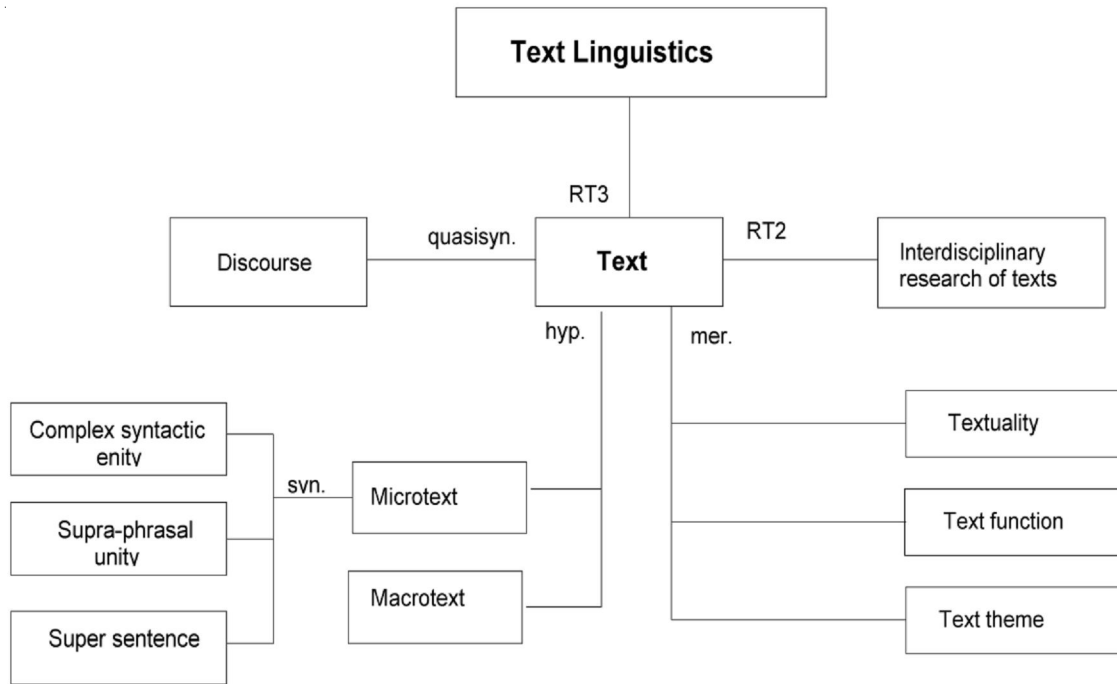 Text Linguistics
RT3
Discourse
quasisyn.
Text
RT2
Interdisciplinary
research of texts
hyp.
mer.
Complex syntactic
enity
syn.
Microtext
Textuality
Supra-phrasal
unity
Text function
Macrotext
Super sentence
Text theme